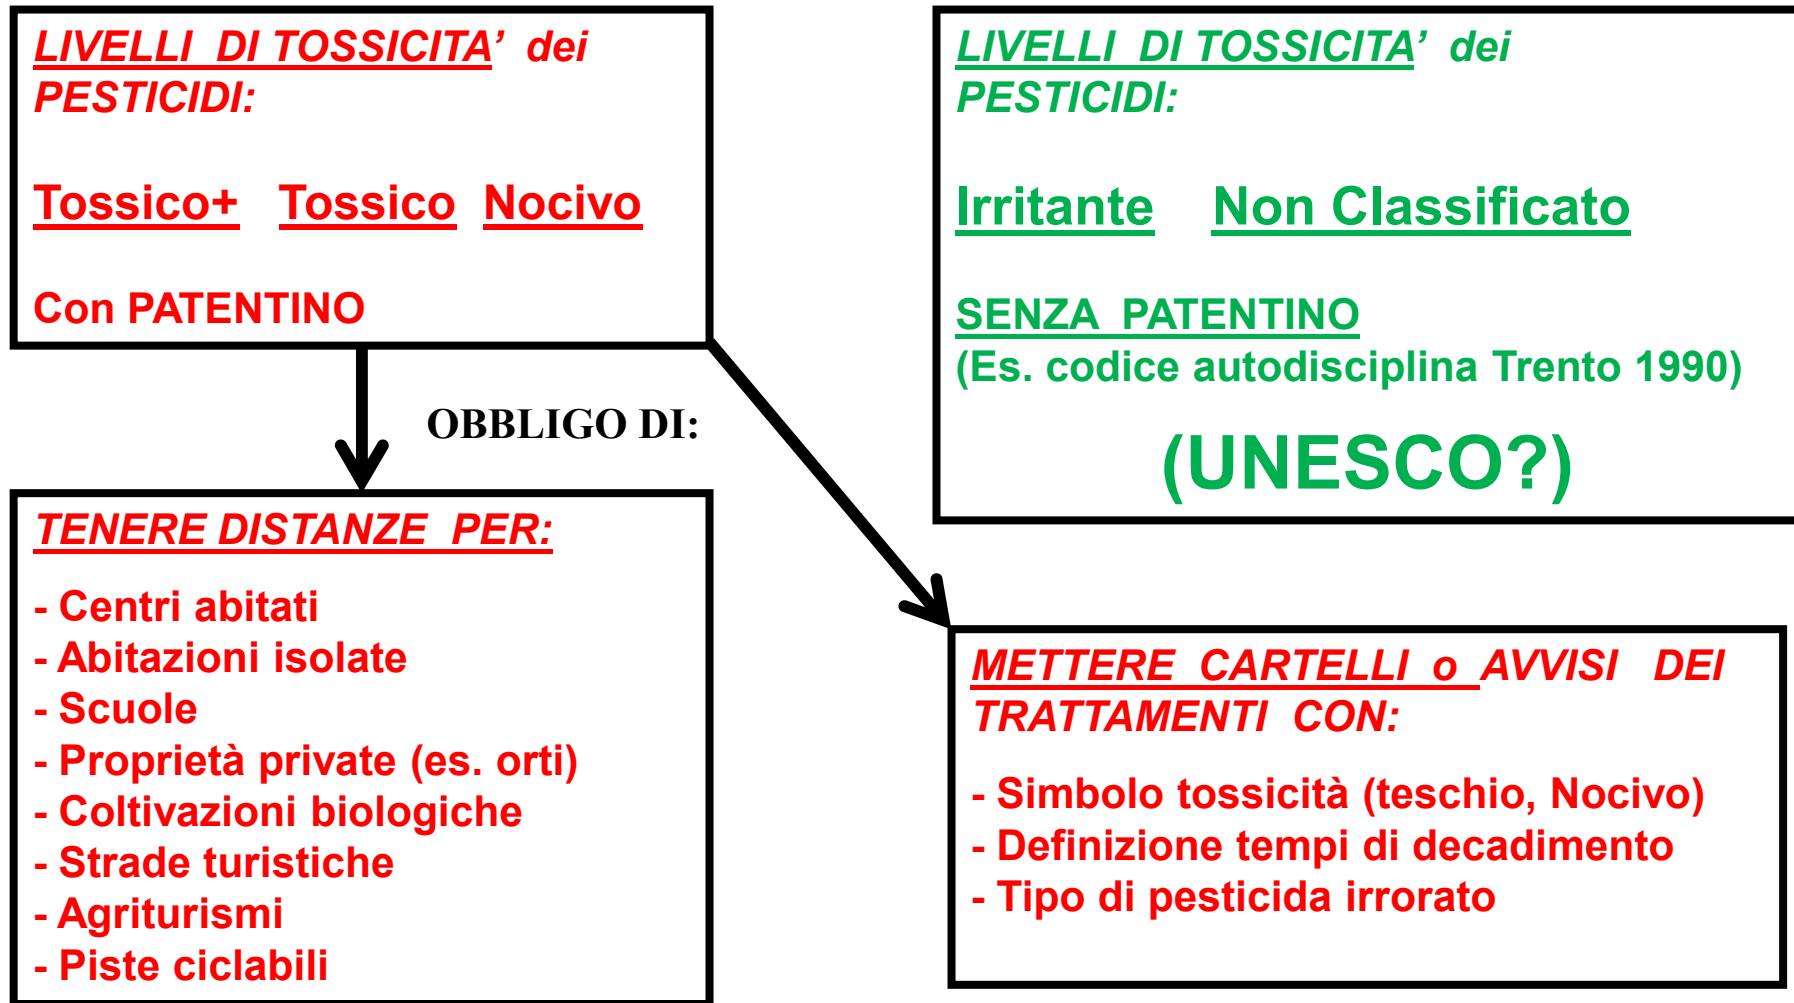 LIVELLI DI TOSSICITA’ dei
PESTICIDI:
Tossico+ Tossico Nocivo
Con PATENTINO
LIVELLI DI TOSSICITA’ dei
PESTICIDI:
Irritante Non Classificato
SENZA PATENTINO
(Es. codice autodisciplina Trento 1990)
(UNESCO?)
OBBLIGO DI:
TENERE DISTANZE PER:
- Centri abitati
- Abitazioni isolate
- Scuole
- Proprietà private (es. orti)
- Coltivazioni biologiche
- Strade turistiche
- Agriturismi
- Piste ciclabili
METTERE CARTELLI o AVVISI DEI
TRATTAMENTI CON:
- Simbolo tossicità (teschio, Nocivo)
- Definizione tempi di decadimento
- Tipo di pesticida irrorato